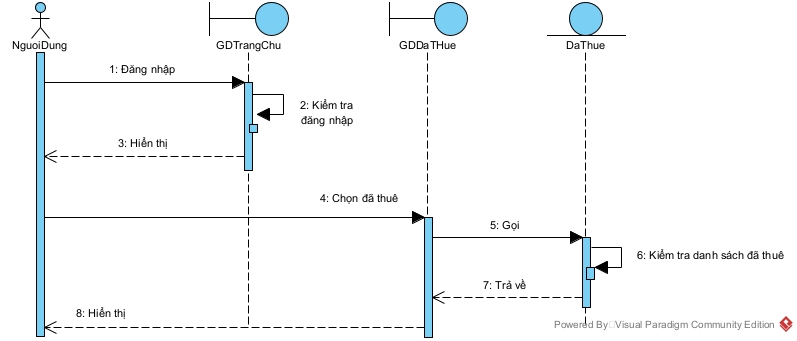 NguoiDung
GDTrangChu
GDDaTHue
DaThue
1: Đăng nhập
2: Kiểm tra
đăng nhập
3: Hiển thị
4: Chọn đã thuê
5: Gọi
6: Kiểm tra danh sách đã thuê
7: Trả về
8: Hiển thị
Powered By Visual Paradigm Community Edition